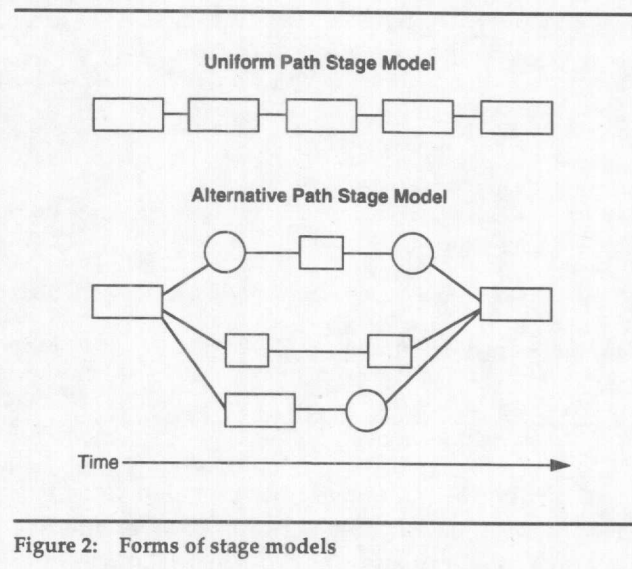 Uniform Path Stage Model
Alternative Path Stage Model
Time
Figure 2: Forms of stage models